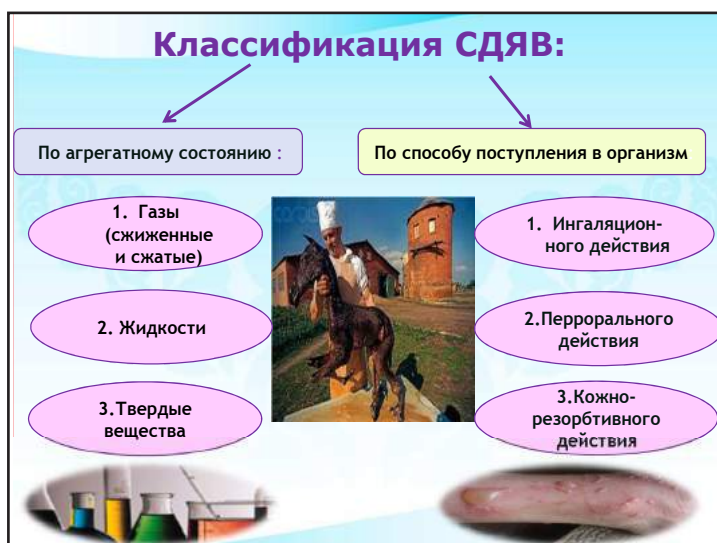 Классификация СДЯВ:
По агрегатному состоянию :
По способу поступления в организм
1. Газы
(сжиженные
и сжатые)
2. Жидкости
3.Твердые
вещества
1. Ингаляцион-
ного действия
2.Перрорального
действия
3.Кожно-
резорбтивного
действия